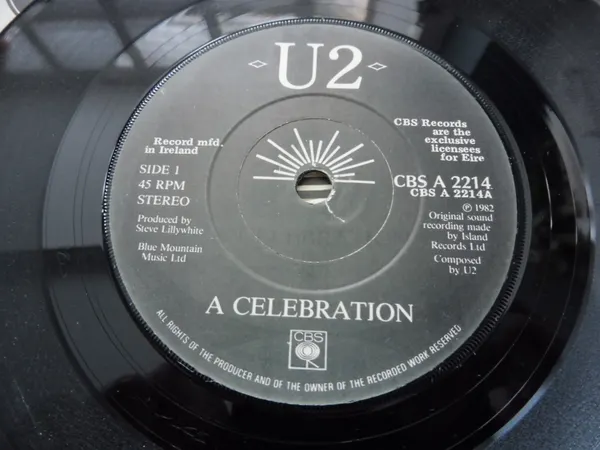 U2
Record mfd.
in Ireland
SIDE 1
45 RPM
STEREO
Produced by
Steve Lillywhite
Blue Mountain
Music Ltd
CBS Records
are the
exclusive
licensees
for Eire
CBS A 2214
CBS A 2214A
℗ 1982
Original sound
recording made
by Island
Records Ltd
Composed
by U2
A CELEBRATION
CBS
ALL RIGHTS OF THE PRODUCER AND OF THE OWNER OF THE RECORDED WORK RESERVED